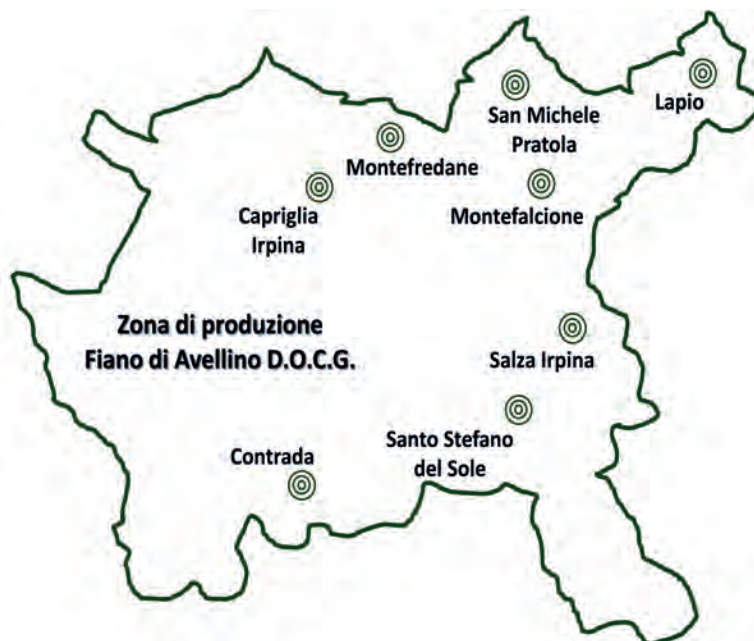 San Michele
Pratola
Lapio
Montefredane
Capriglia
Irpina
Montefalcione
Zona di produzione
Fiano di Avellino D.O.C.G.
Salza Irpina
Contrada
Santo Stefano
del Sole